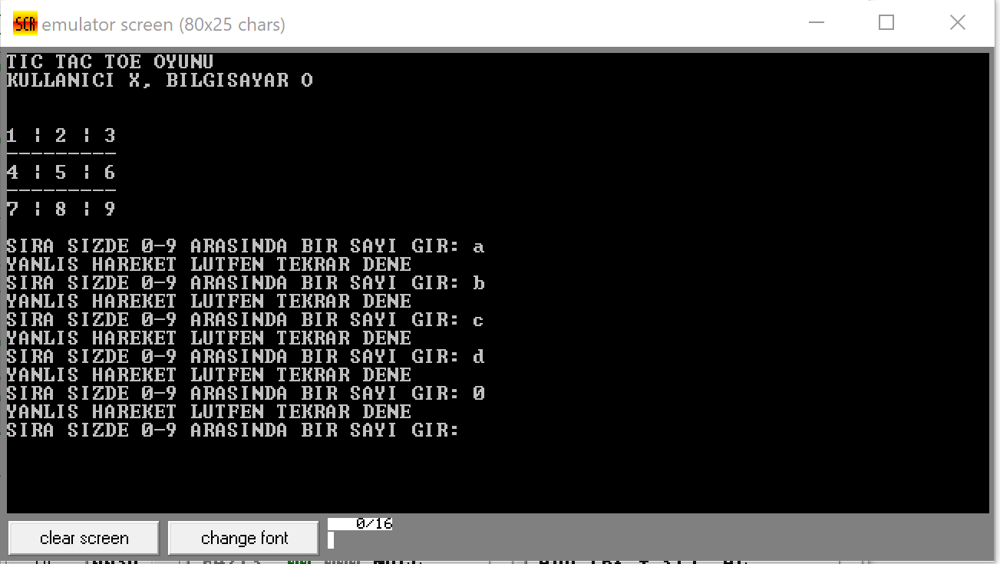 SCR emulator screen (80x25 chars)
TIC TAC TOE OYUNU
KULLANICI X, BILGISAYAR O
1 ¦ 2 ¦ 3
---------
4 ¦ 5 ¦ 6
---------
7 ¦ 8 ¦ 9
SIRA SIZDE 0-9 ARASINDA BIR SAYI GIR: a
YANLIS HAREKET LUTFEN TEKRAR DENE
SIRA SIZDE 0-9 ARASINDA BIR SAYI GIR: b
YANLIS HAREKET LUTFEN TEKRAR DENE
SIRA SIZDE 0-9 ARASINDA BIR SAYI GIR: c
YANLIS HAREKET LUTFEN TEKRAR DENE
SIRA SIZDE 0-9 ARASINDA BIR SAYI GIR: d
YANLIS HAREKET LUTFEN TEKRAR DENE
SIRA SIZDE 0-9 ARASINDA BIR SAYI GIR: 0
YANLIS HAREKET LUTFEN TEKRAR DENE
SIRA SIZDE 0-9 ARASINDA BIR SAYI GIR:
clear screen change font 0/16